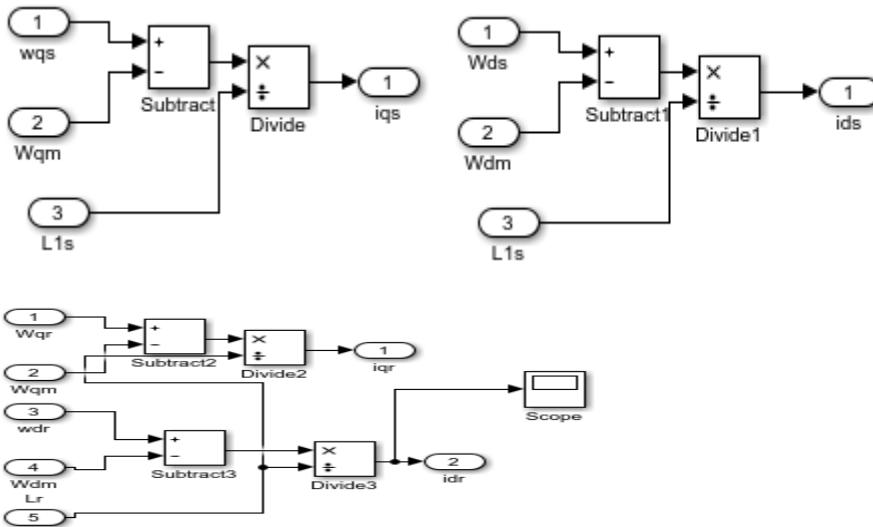 1
wqs
+
−
Subtract
×
÷
Divide
1
iqs
2
Wqm
3
L1s
1
Wds
+
−
Subtract1
×
÷
Divide1
1
ids
2
Wdm
3
L1s
1
Wqr
+
−
Subtract2
×
÷
Divide2
1
iqr
2
Wqm
3
wdr
+
−
Subtract3
×
÷
Divide3
Scope
2
idr
4
Wdm
Lr
5